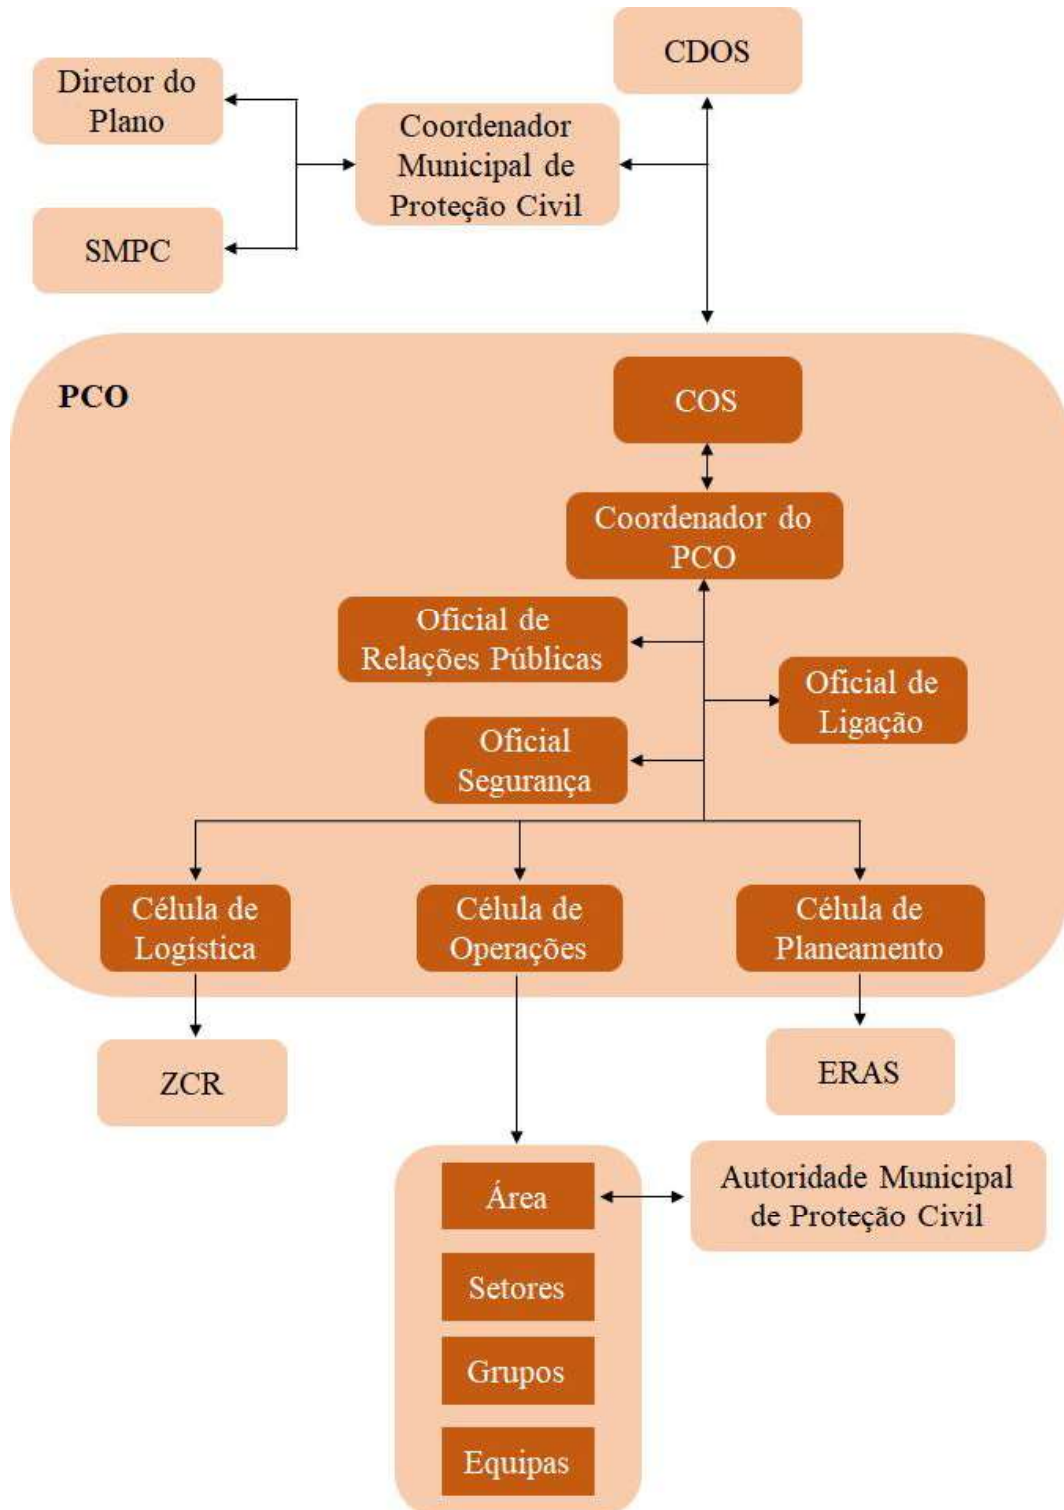 CDOS
Diretor do
Plano
Coordenador
Municipal de
Proteção Civil
SMPC
PCO
COS
Coordenador do
PCO
Oficial de
Relações Públicas
Oficial de
Ligação
Oficial
Segurança
Célula de
Logística
Célula de
Operações
Célula de
Planeamento
ZCR
ERAS
Área
Autoridade Municipal
de Proteção Civil
Setores
Grupos
Equipas